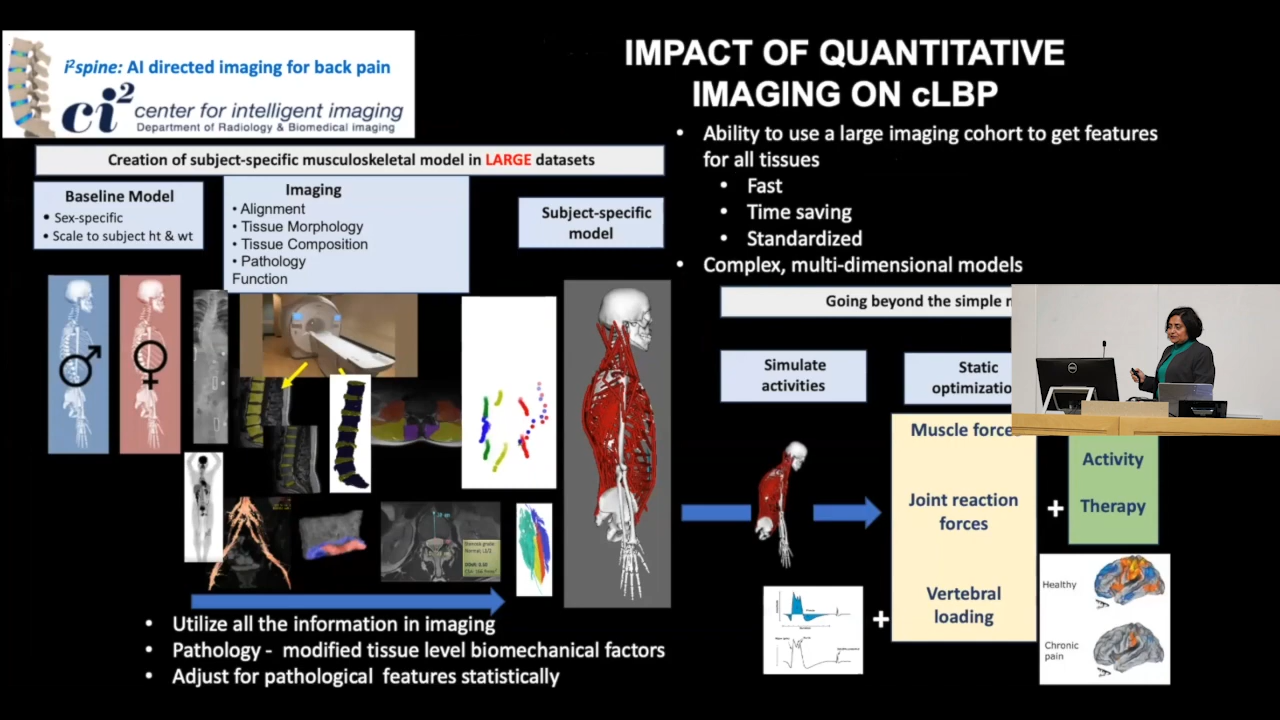 i²spine: AI directed imaging for back pain
ci² center for intelligent imaging
Department of Radiology & Biomedical imaging
IMPACT OF QUANTITATIVE
IMAGING ON cLBP
• Ability to use a large imaging cohort to get features
for all tissues
• Fast
• Time saving
• Standardized
• Complex, multi-dimensional models
Creation of subject-specific musculoskeletal model in LARGE datasets
Baseline Model
• Sex-specific
• Scale to subject ht & wt
Imaging
• Alignment
• Tissue Morphology
• Tissue Composition
• Pathology
Function
Subject-specific
model
Going beyond the simple
Simulate
activities
Static
optimizatio
Muscle force
Joint reaction
forces
Vertebral
loading
+
Activity
Therapy
+
Healthy
Chronic
pain
• Utilize all the information in imaging
• Pathology - modified tissue level biomechanical factors
• Adjust for pathological features statistically